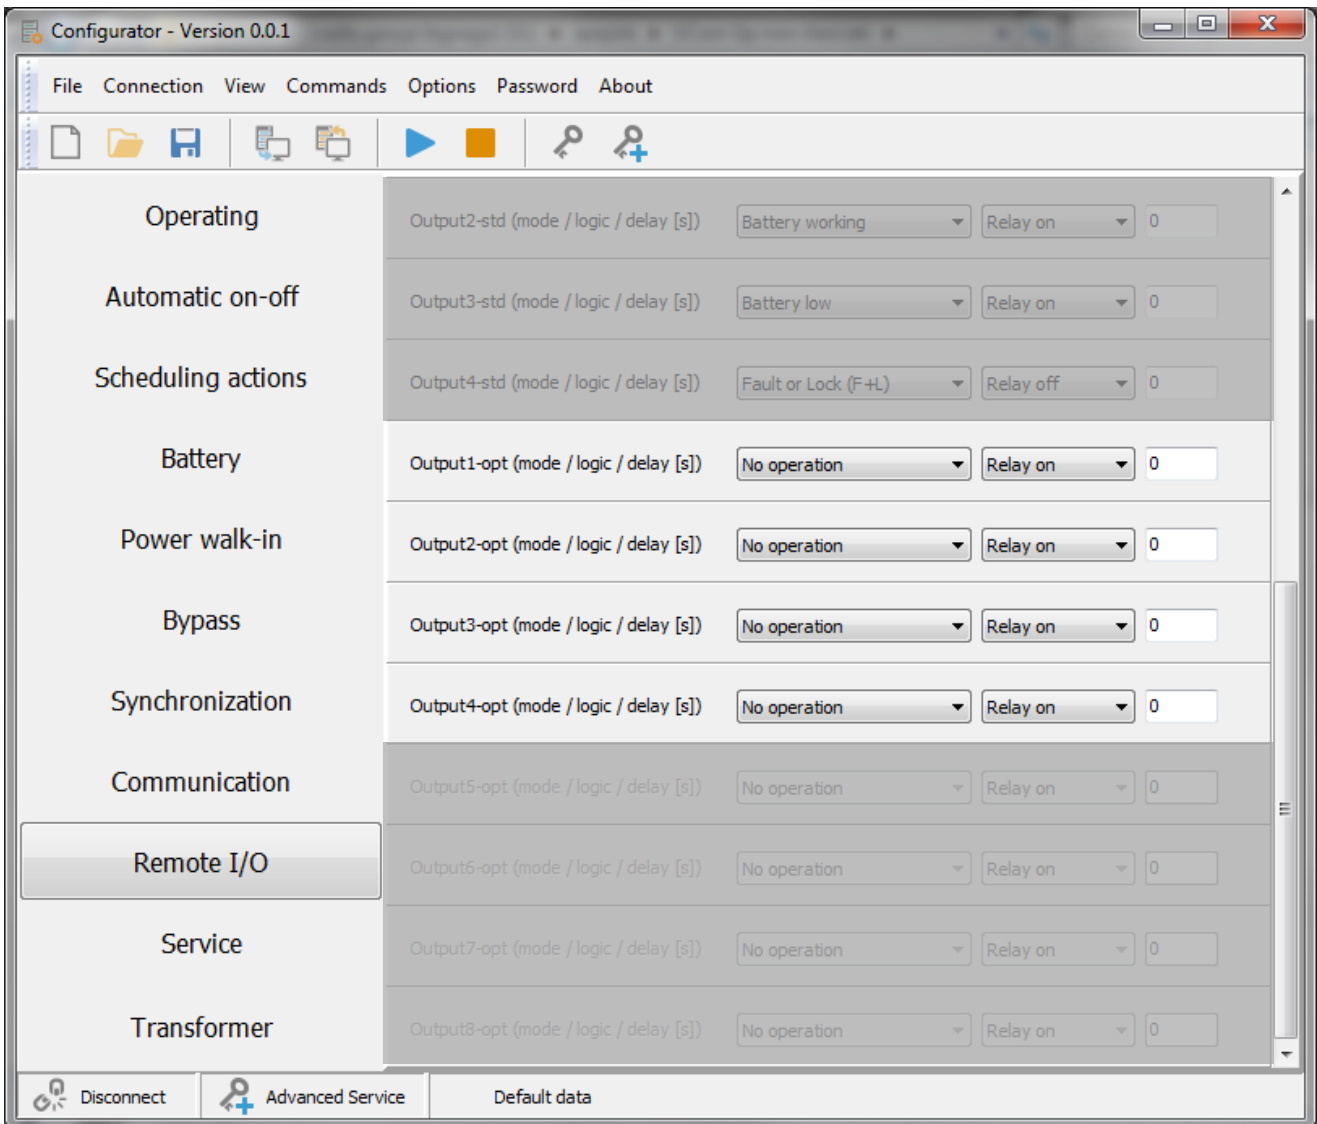 Configurator - Version 0.0.1
File Connection View Commands Options Password About
Operating
Output2-std (mode / logic / delay [s]) Battery working Relay on 0
Automatic on-off
Output3-std (mode / logic / delay [s]) Battery low Relay on 0
Scheduling actions
Output4-std (mode / logic / delay [s]) Fault or Lock (F+L) Relay off 0
Battery
Output1-opt (mode / logic / delay [s]) No operation Relay on 0
Power walk-in
Output2-opt (mode / logic / delay [s]) No operation Relay on 0
Bypass
Output3-opt (mode / logic / delay [s]) No operation Relay on 0
Synchronization
Output4-opt (mode / logic / delay [s]) No operation Relay on 0
Communication
Output5-opt (mode / logic / delay [s]) No operation Relay on 0
Remote I/O
Output6-opt (mode / logic / delay [s]) No operation Relay on 0
Service
Output7-opt (mode / logic / delay [s]) No operation Relay on 0
Transformer
Output8-opt (mode / logic / delay [s]) No operation Relay on 0
Disconnect Advanced Service Default data